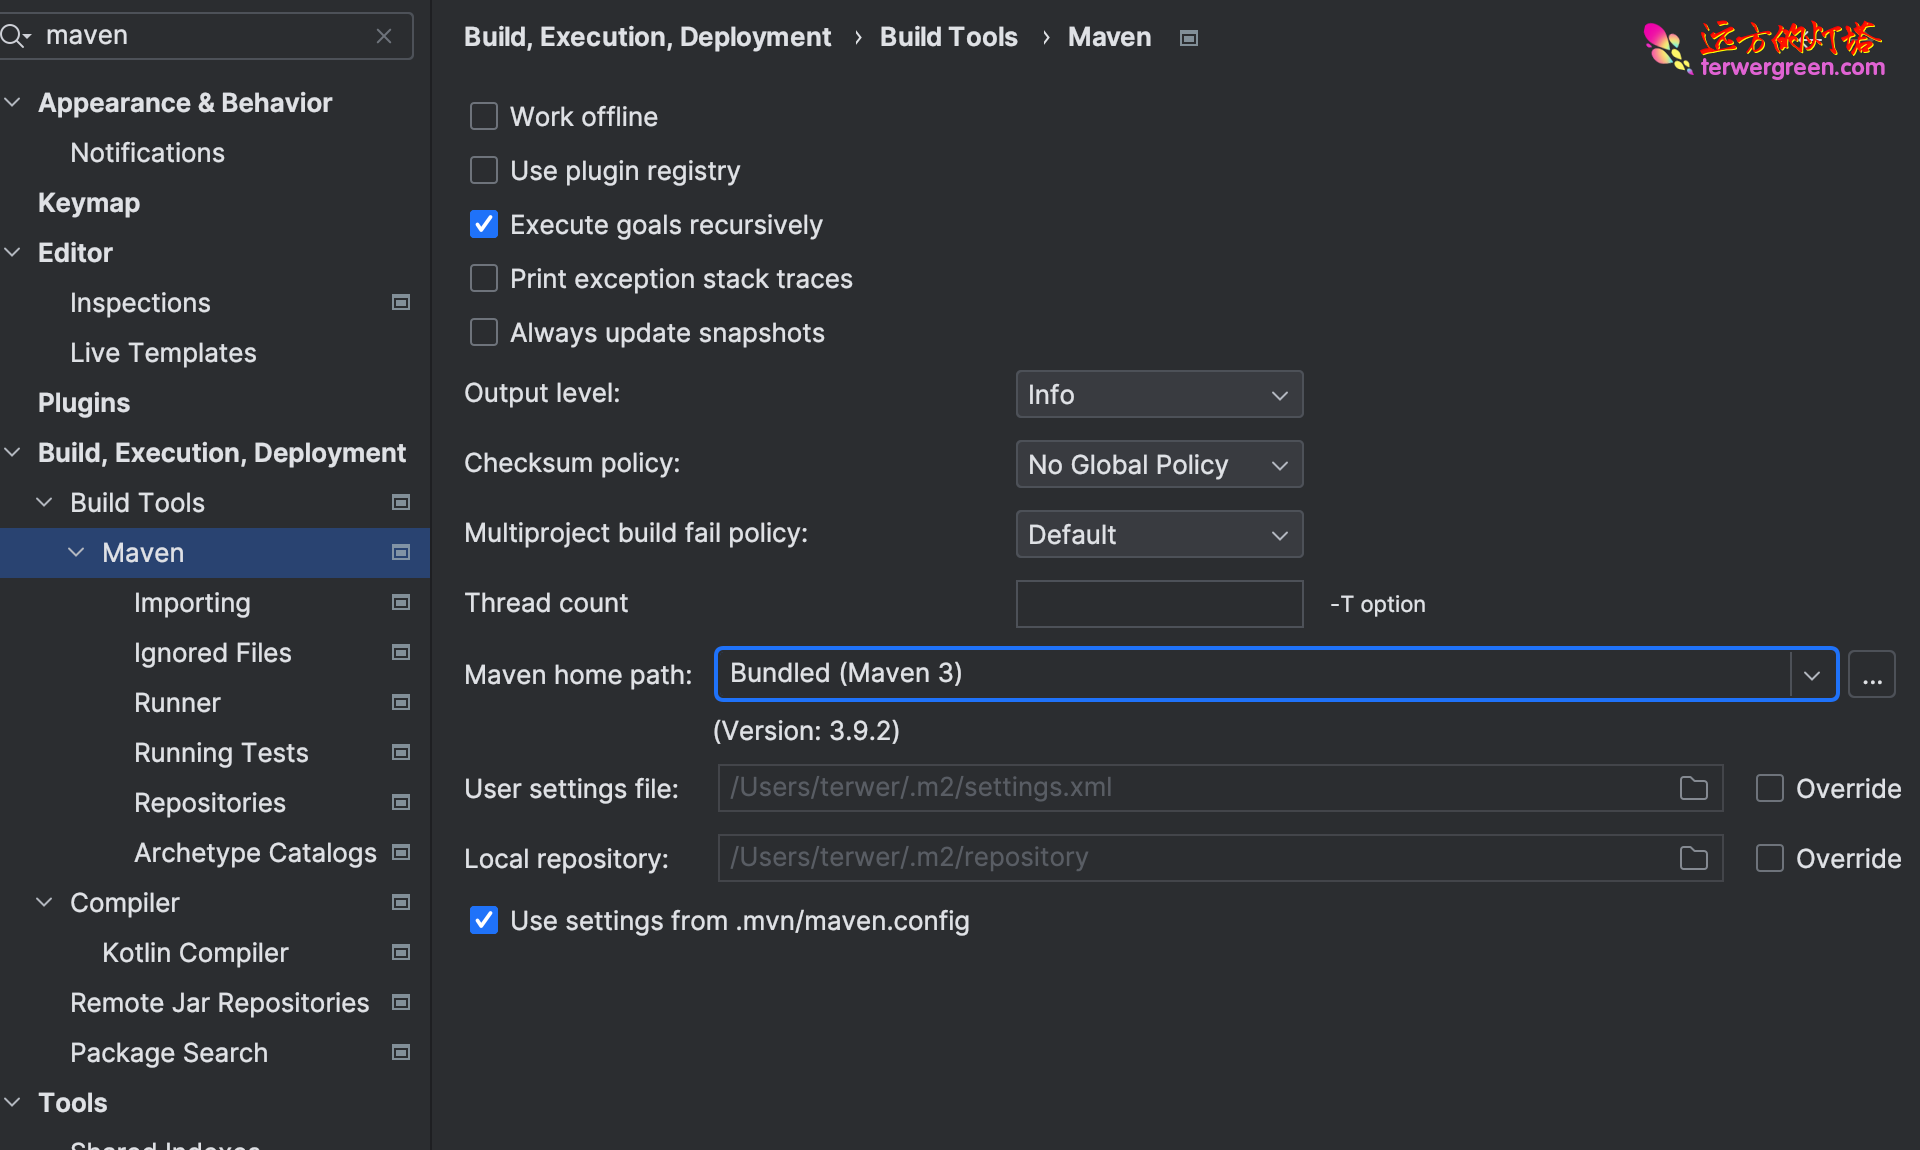 maven
Appearance & Behavior
Notifications
Keymap
Editor
Inspections
Live Templates
Plugins
Build, Execution, Deployment
Build Tools
Maven
Importing
Ignored Files
Runner
Running Tests
Repositories
Archetype Catalogs
Compiler
Kotlin Compiler
Remote Jar Repositories
Package Search
Tools
Shared Indexes
Build, Execution, Deployment › Build Tools › Maven
远方的灯塔
terwergreen.com
Work offline
Use plugin registry
Execute goals recursively
Print exception stack traces
Always update snapshots
Output level: Info
Checksum policy: No Global Policy
Multiproject build fail policy: Default
Thread count -T option
Maven home path: Bundled (Maven 3) ...
(Version: 3.9.2)
User settings file: /Users/terwer/.m2/settings.xml Override
Local repository: /Users/terwer/.m2/repository Override
Use settings from .mvn/maven.config